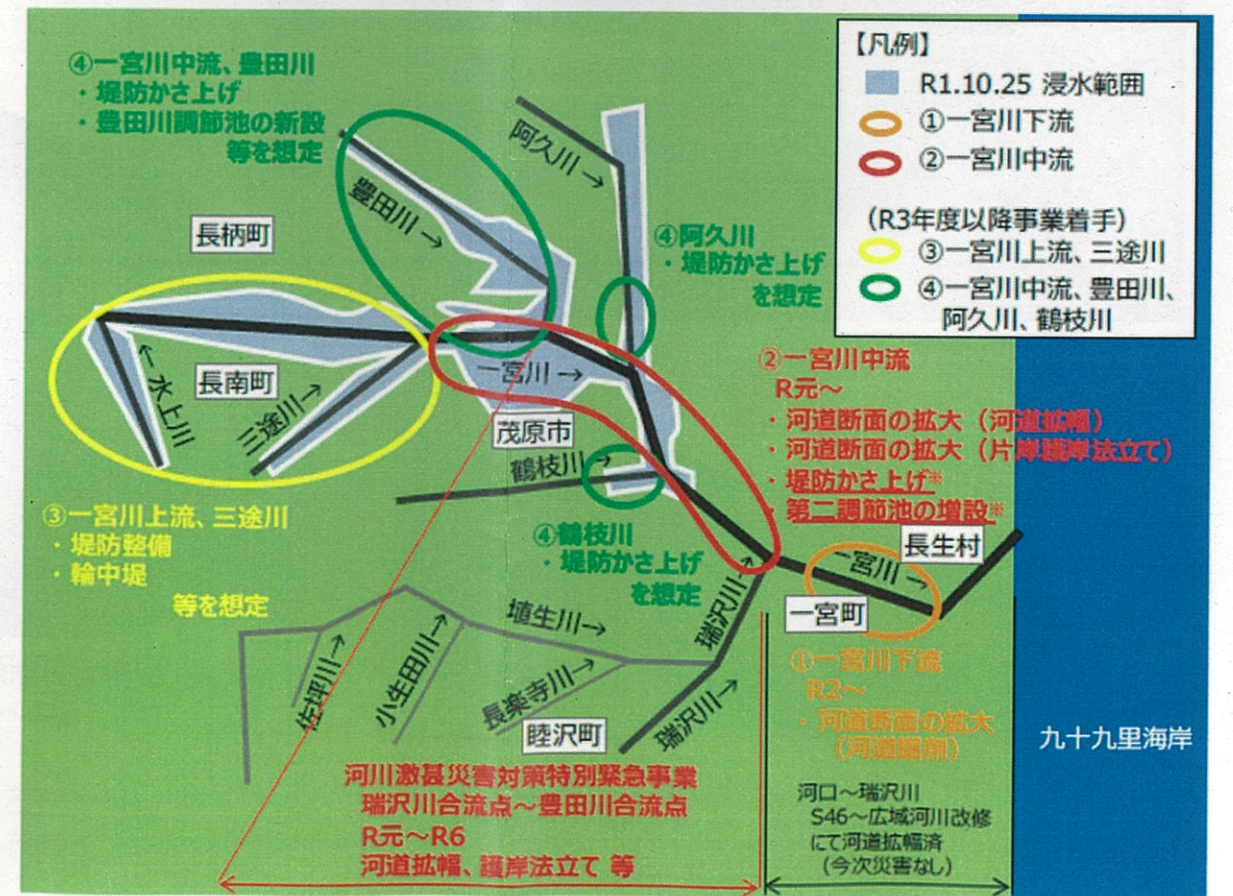 ④一宮川中流、豊田川
・堤防かさ上げ
・豊田川調節池の新設
等を想定
【凡例】
R1.10.25 浸水範囲
①一宮川下流
②一宮川中流
（R3年度以降事業着手）
③一宮川上流、三途川
④一宮川中流、豊田川、
阿久川、鶴枝川
阿久川→
豊田川→
長柄町
④阿久川
・堤防かさ上げ
を想定
←水上川
長南町
三途川→
一宮川→
茂原市
鶴枝川→
②一宮川中流
R元～
・河道断面の拡大（河道拡幅）
・河道断面の拡大（片岸護岸法立て）
・堤防かさ上げ※
・第二調節池の増設※
③一宮川上流、三途川
・堤防整備
・輪中堤
等を想定
④鶴枝川
・堤防かさ上げ
を想定
長生村
一宮川→
一宮町
瑞沢川→
埴生川→
佐坪川→
小生田川→
長楽寺川→
睦沢町
瑞沢川→
①一宮川下流
R2～
・河道断面の拡大
（河道掘削）
九十九里海岸
河川激甚災害対策特別緊急事業
瑞沢川合流点～豊田川合流点
R元～R6
河道拡幅、護岸法立て 等
河口～瑞沢川
S46～広域河川改修
にて河道拡幅済
（今次災害なし）